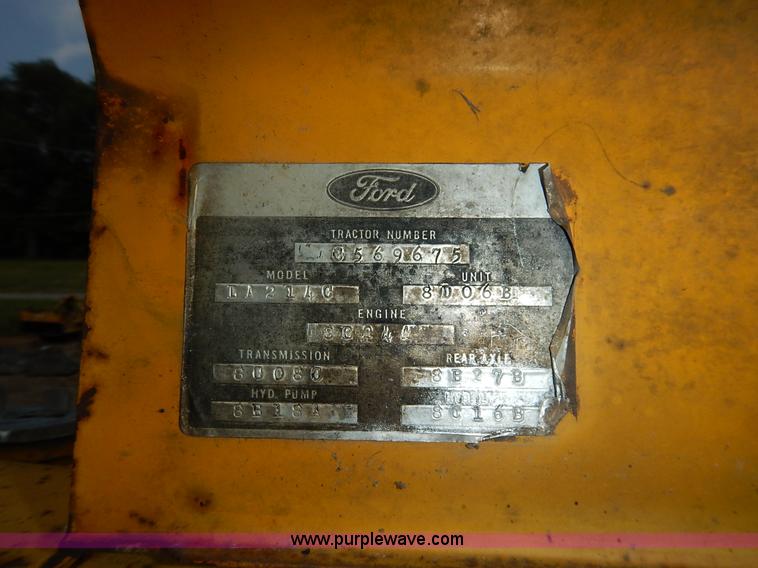 Ford
TRACTOR NUMBER
C569675
MODEL UNIT
LA214C 8D06B
ENGINE
TRANSMISSION REAR AXLE
8D08C 8B27B
HYD. PUMP
8B18A 8C16B
www.purplewave.com